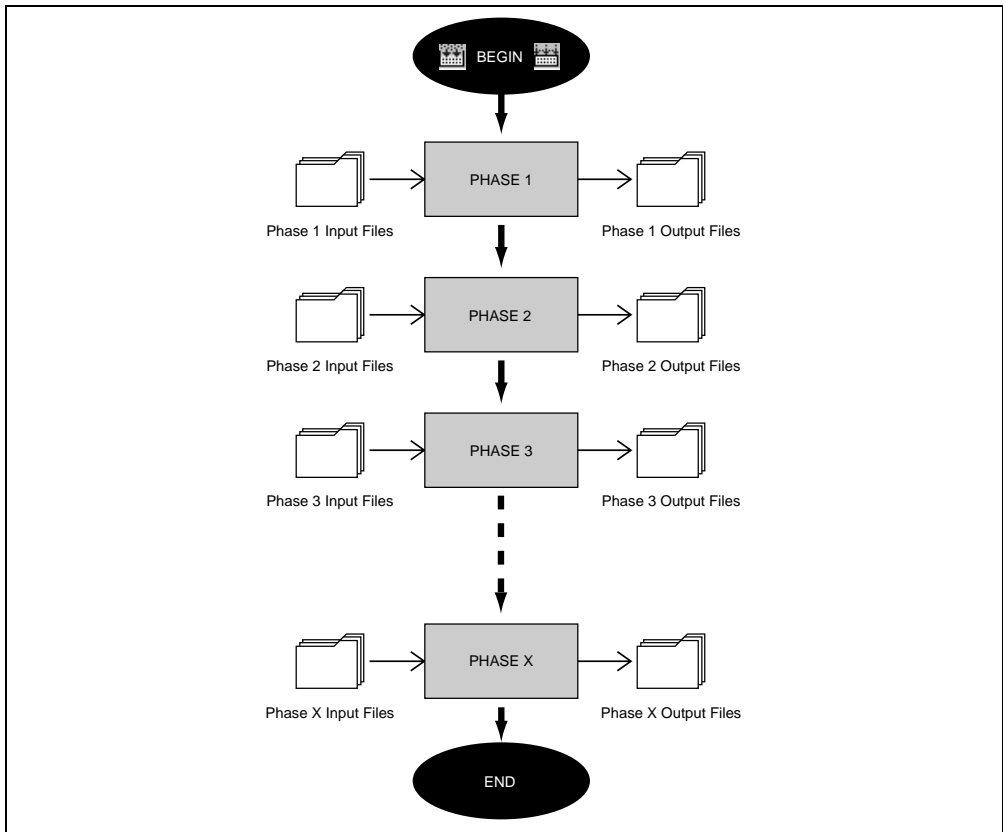 BEGIN
PHASE 1
Phase 1 Input Files
Phase 1 Output Files
PHASE 2
Phase 2 Input Files
Phase 2 Output Files
PHASE 3
Phase 3 Input Files
Phase 3 Output Files
PHASE X
Phase X Input Files
Phase X Output Files
END